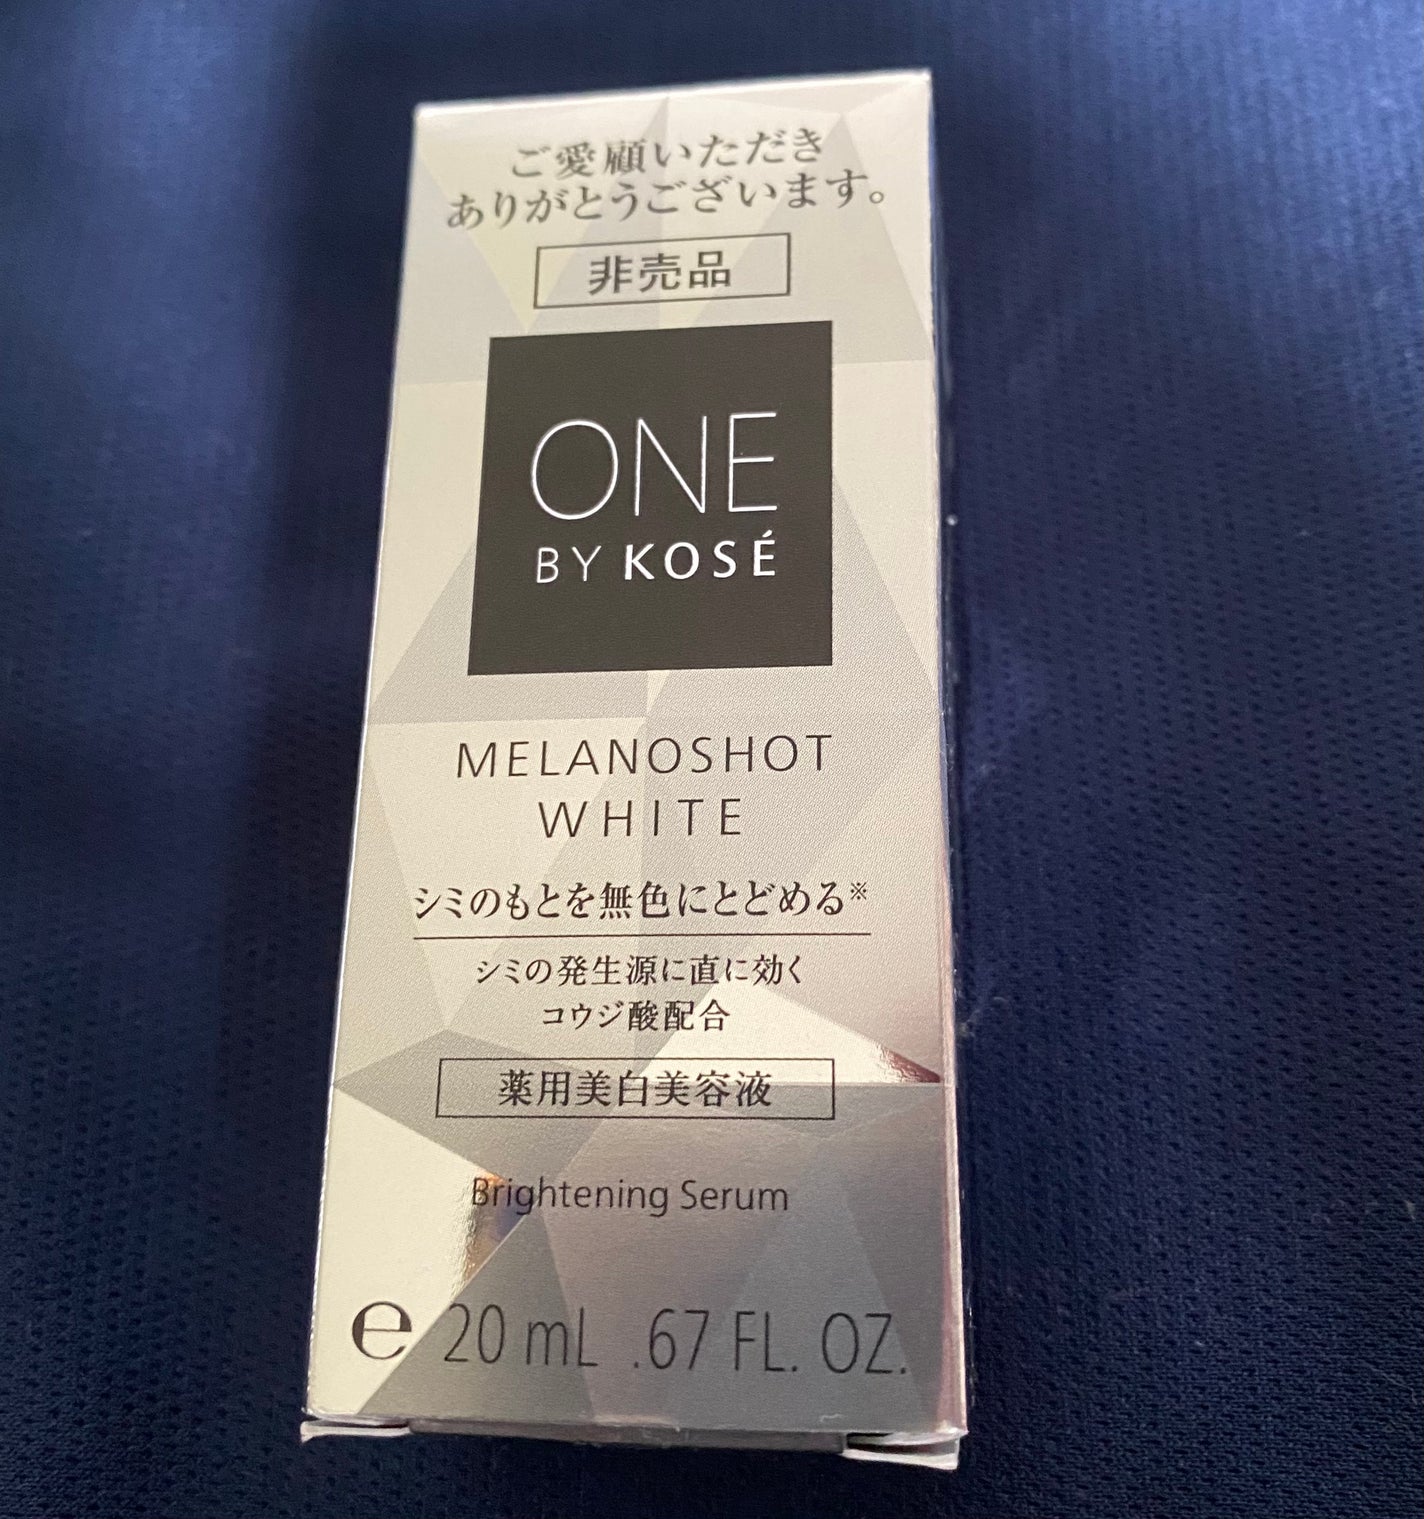 ご愛顧いただき
ありがとうございます。
非売品
ONE
BY KOSÉ
MELANOSHOT
WHITE
シミのもとを無色にとどめる※
シミの発生源に直に効く
コウジ酸配合
薬用美白美容液
Brightening Serum
℮ 20 mL .67 FL. OZ.